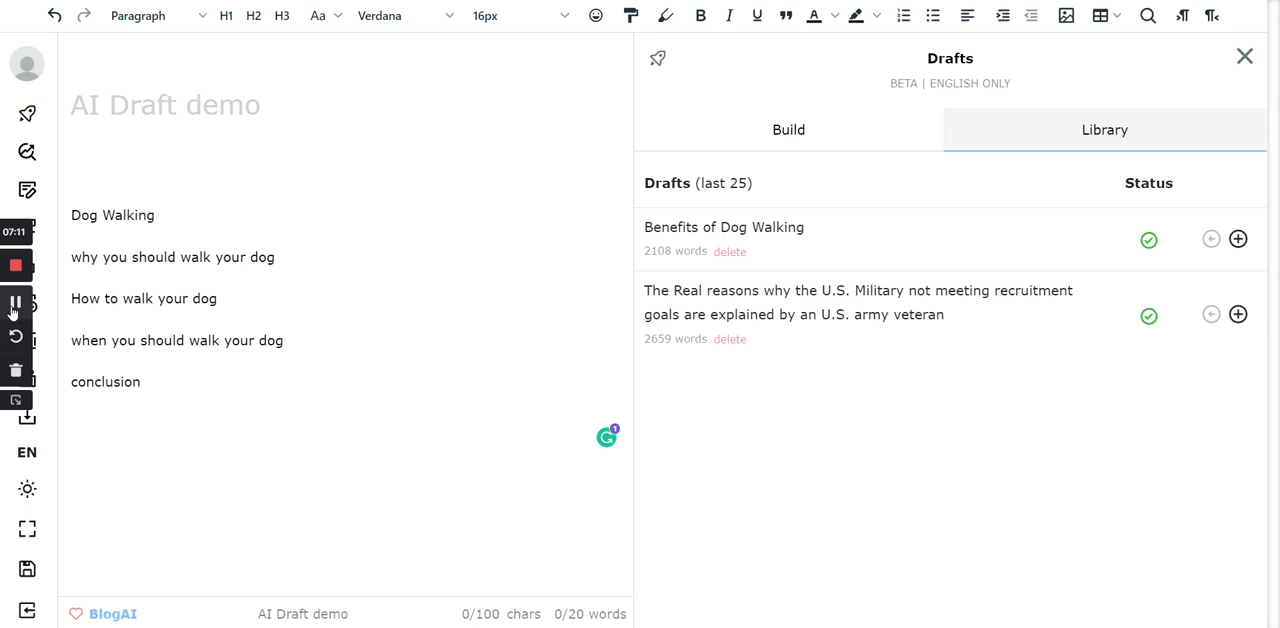 Paragraph H1 H2 H3 Aa Verdana 16px B I U A
AI Draft demo
Dog Walking
why you should walk your dog
How to walk your dog
when you should walk your dog
conclusion
1
07:11
EN
BlogAI AI Draft demo 0/100 chars 0/20 words
Drafts
BETA | ENGLISH ONLY
Build Library
Drafts (last 25) Status
Benefits of Dog Walking
2108 words delete
The Real reasons why the U.S. Military not meeting recruitment
goals are explained by an U.S. army veteran
2659 words delete